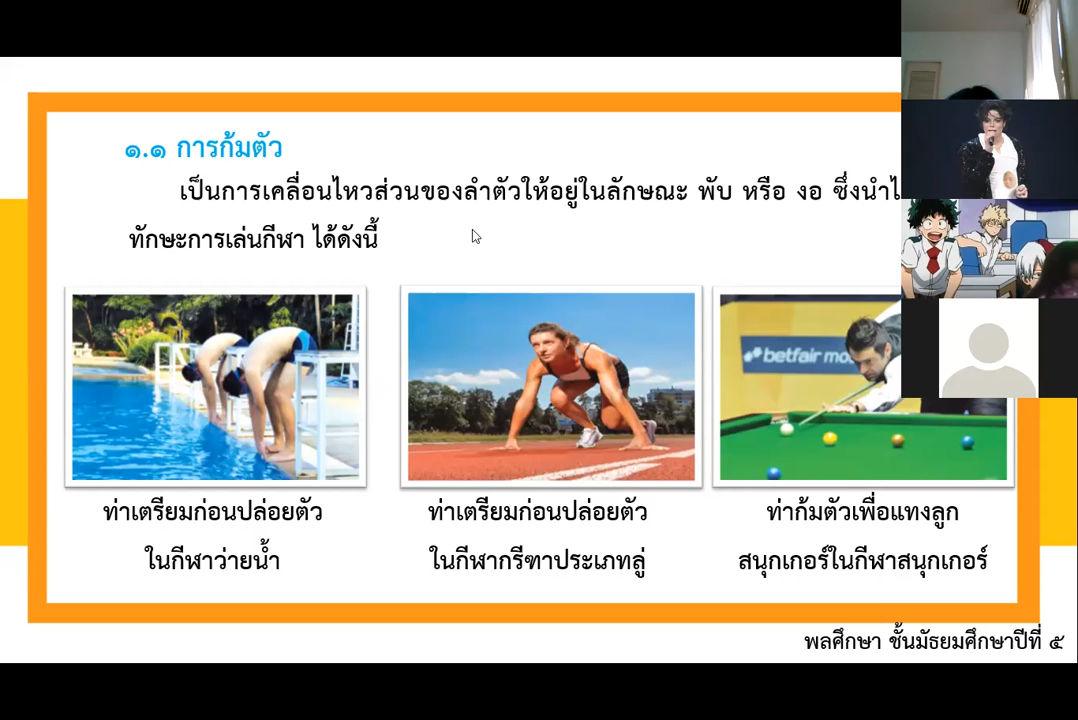 ๑.๑ การก้มตัว
เป็นการเคลื่อนไหวส่วนของลำตัวให้อยู่ในลักษณะ พับ หรือ งอ ซึ่งนำไ
ทักษะการเล่นกีฬา ได้ดังนี้
betfair mo
ท่าเตรียมก่อนปล่อยตัว
ในกีฬาว่ายน้ำ
ท่าเตรียมก่อนปล่อยตัว
ในกีฬากรีฑาประเภทลู่
ท่าก้มตัวเพื่อแทงลูก
สนุกเกอร์ในกีฬาสนุกเกอร์
พลศึกษา ชั้นมัธยมศึกษาปีที่ ๕